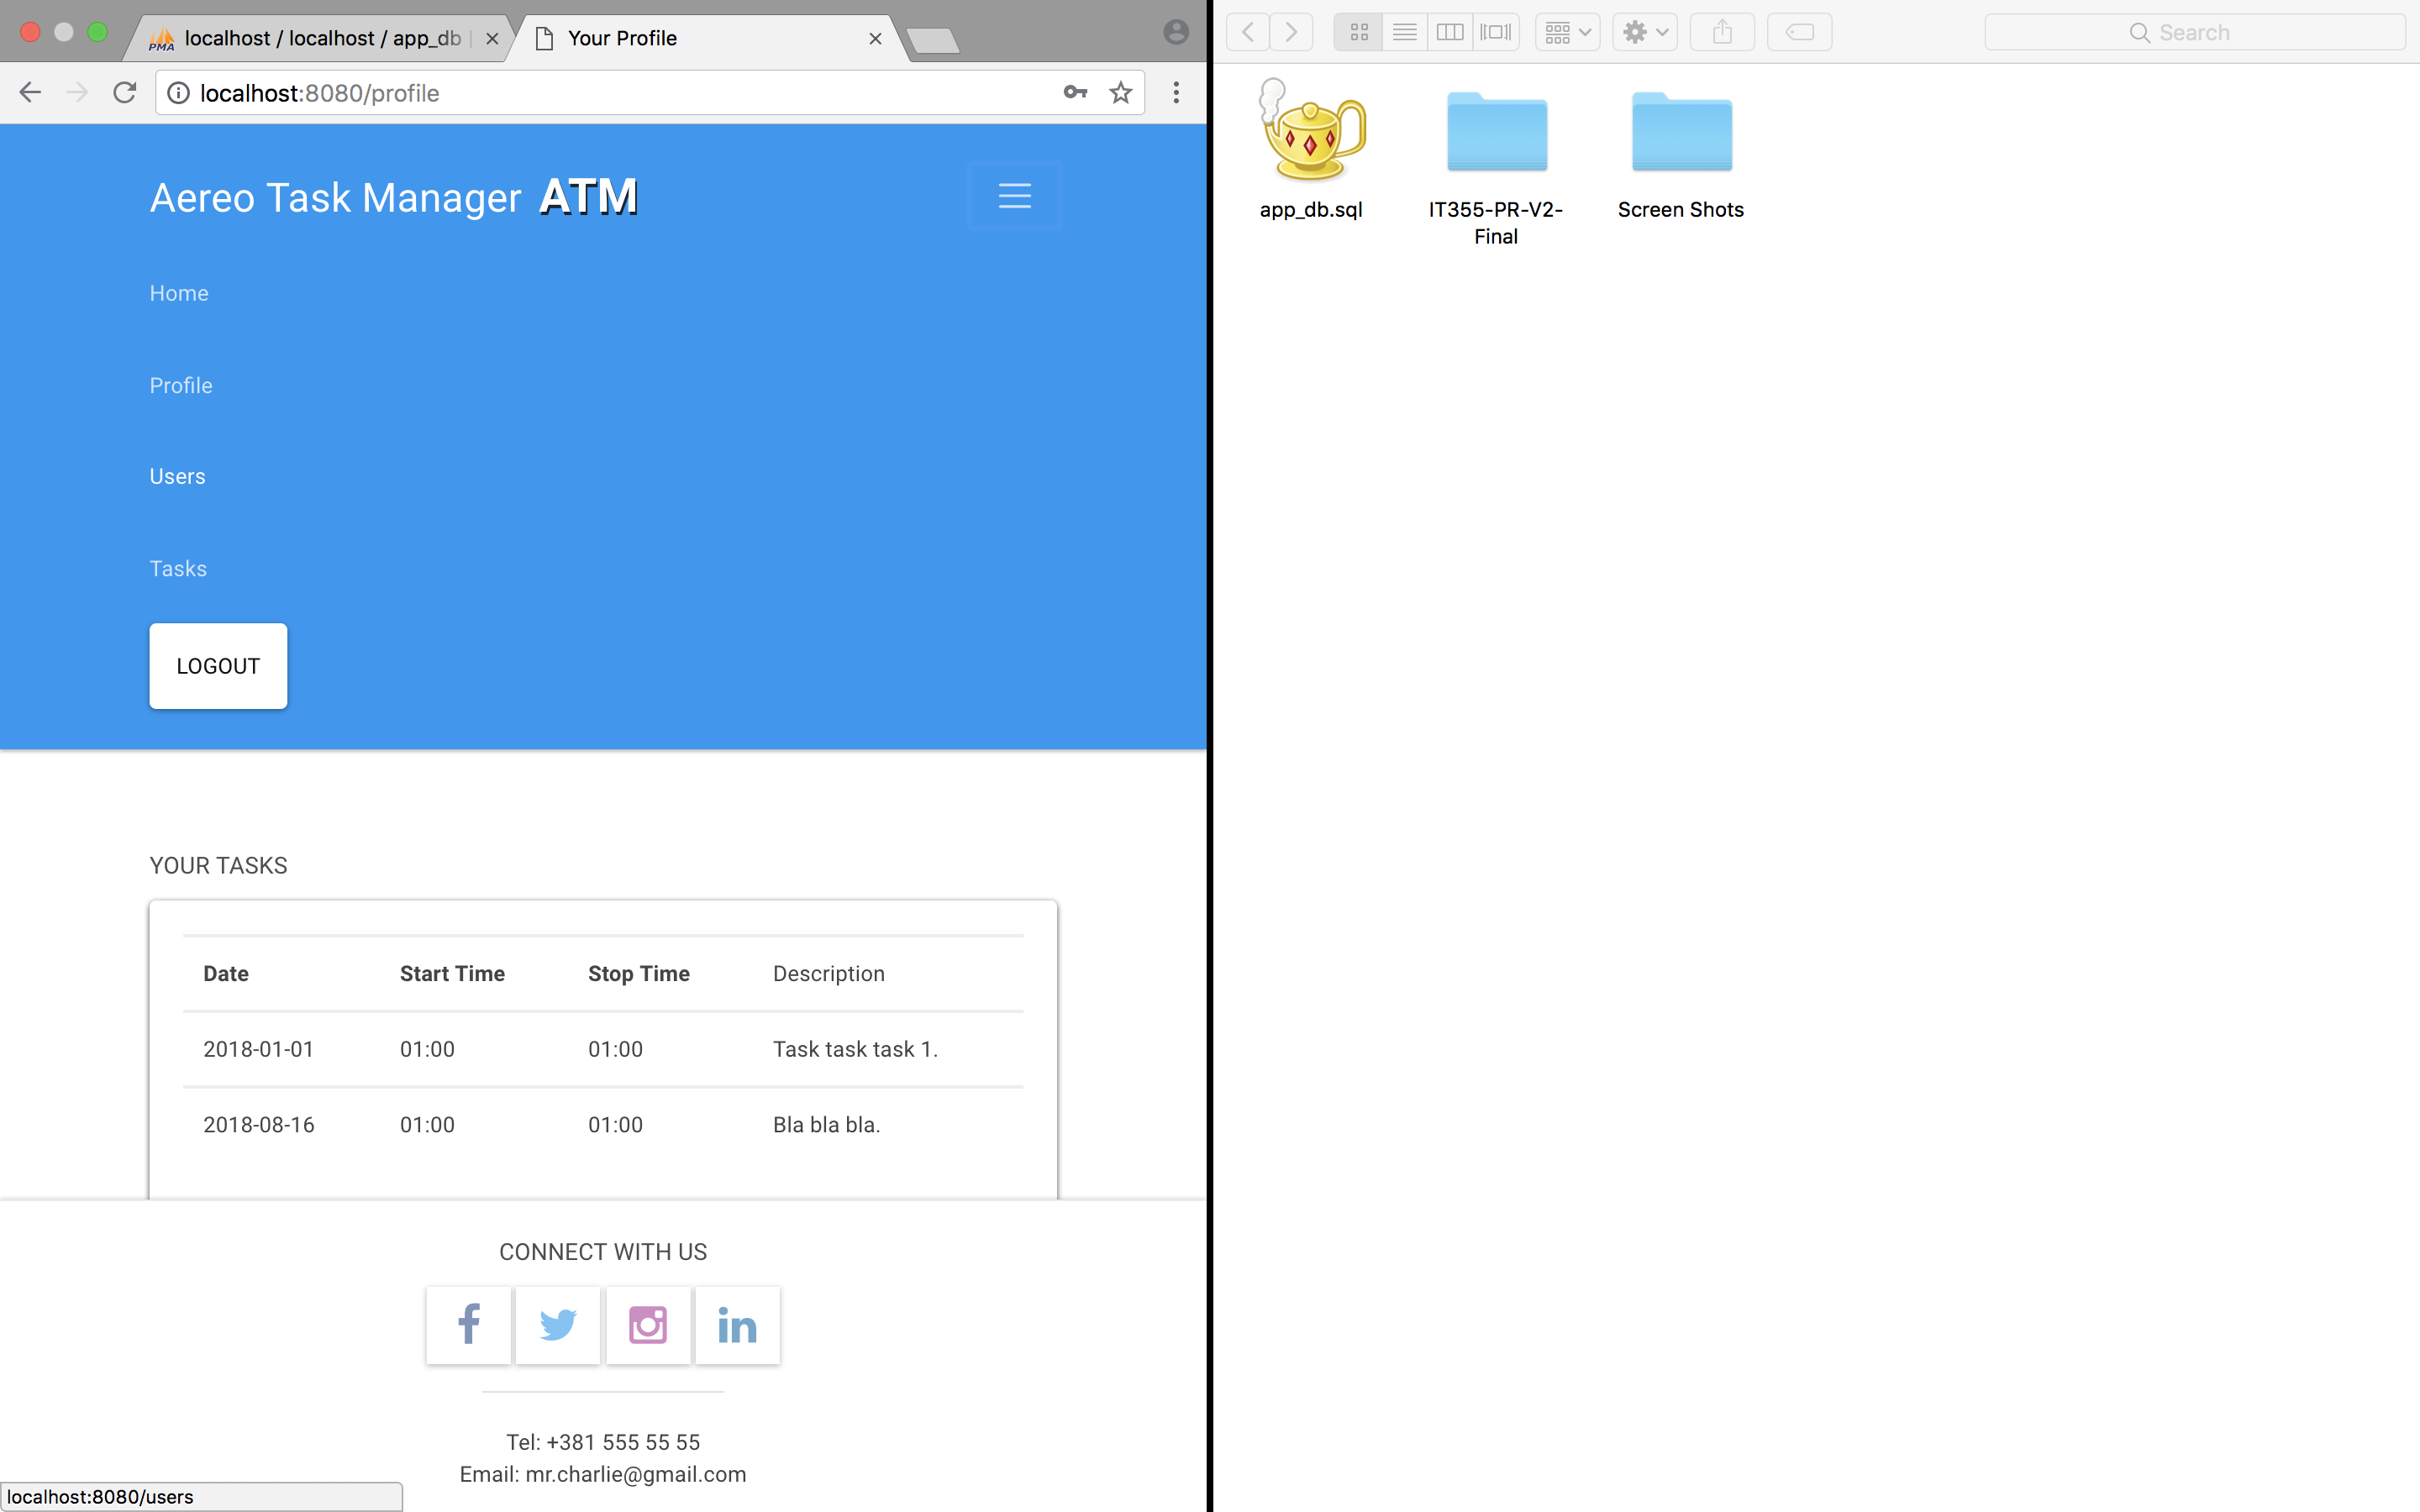 PMA localhost / localhost / app_db |
Your Profile
localhost:8080/profile
Aereo Task Manager ATM
Home
Profile
Users
Tasks
LOGOUT
YOUR TASKS
Date Start Time Stop Time Description
2018-01-01 01:00 01:00 Task task task 1.
2018-08-16 01:00 01:00 Bla bla bla.
CONNECT WITH US
Tel: +381 555 55 55
Email: mr.charlie@gmail.com
localhost:8080/users
Search
app_db.sql
IT355-PR-V2-
Final
Screen Shots